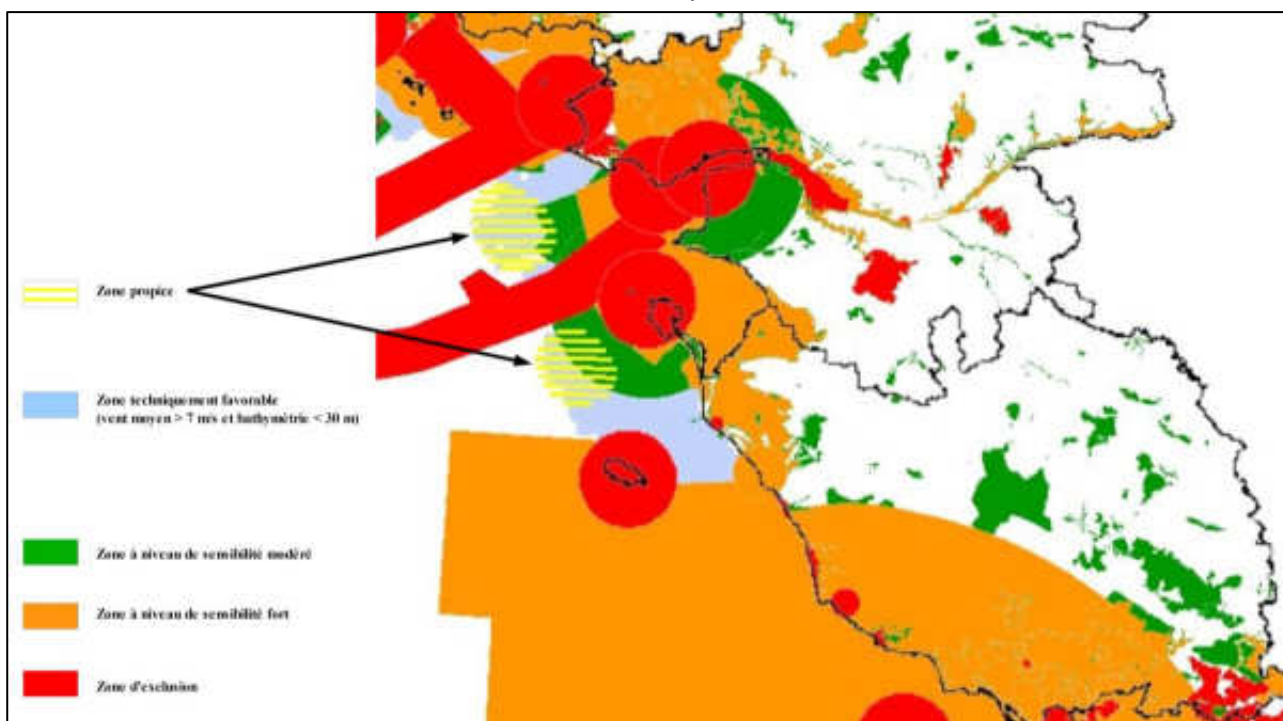 Zone propice
Zone techniquement favorable
(vent moyen > 7 m/s et bathymétrie < 30 m)
Zone à niveau de sensibilité modéré
Zone à niveau de sensibilité fort
Zone d'exclusion